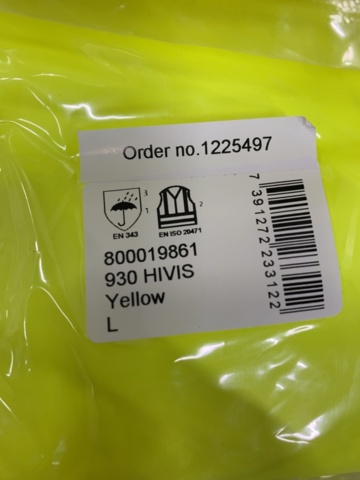 Order no.1225497
3
1
EN 343
2
EN ISO 20471
800019861
930 HIVIS
Yellow
L
7 391272 233122